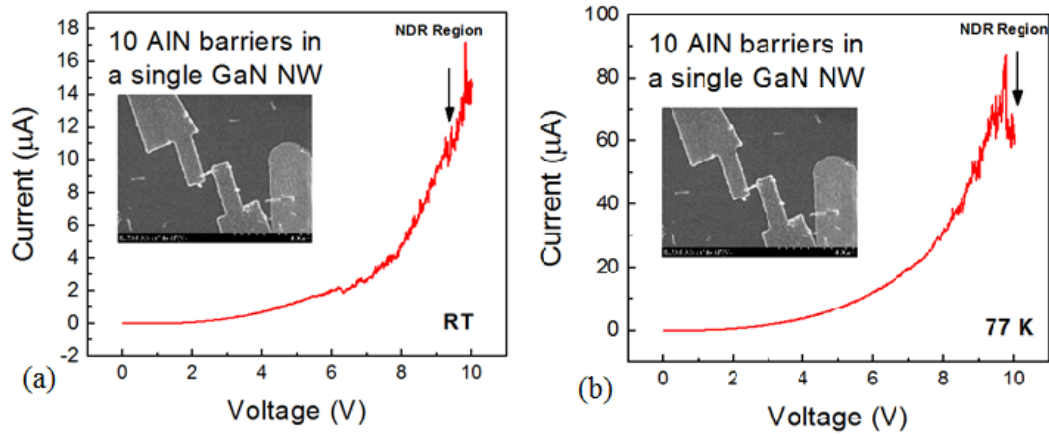 18
16
14
12
10
8
6
4
2
0
-2
Current (µA)
10 AlN barriers in
a single GaN NW
NDR Region
RT
0 2 4 6 8 10
Voltage (V)
(a)
100
80
60
40
20
0
Current (µA)
10 AlN barriers in
a single GaN NW
NDR Region
77 K
0 2 4 6 8 10
Voltage (V)
(b)